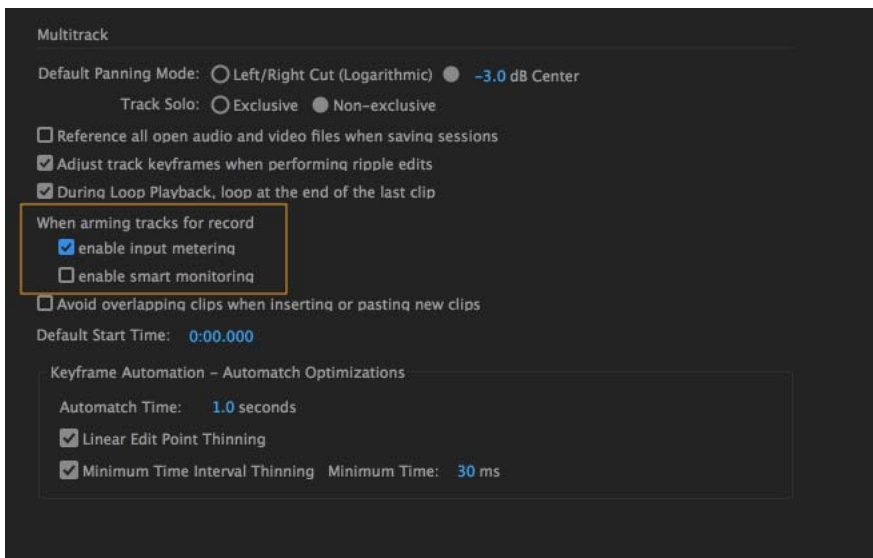 Multitrack
Default Panning Mode: Left/Right Cut (Logarithmic) -3.0 dB Center
Track Solo: Exclusive Non-exclusive
Reference all open audio and video files when saving sessions
Adjust track keyframes when performing ripple edits
During Loop Playback, loop at the end of the last clip
When arming tracks for record
enable input metering
enable smart monitoring
Avoid overlapping clips when inserting or pasting new clips
Default Start Time: 0:00.000
Keyframe Automation – Automatch Optimizations
Automatch Time: 1.0 seconds
Linear Edit Point Thinning
Minimum Time Interval Thinning Minimum Time: 30 ms